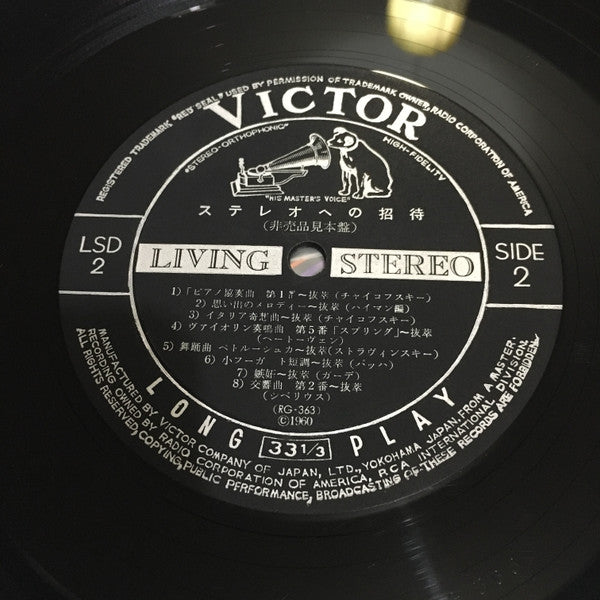 REGISTERED TRADEMARK "RED SEAL" USED BY PERMISSION OF TRADEMARK OWNER, RADIO CORPORATION OF AMERICA
VICTOR
"STEREO-ORTHOPHONIC"
HIGH-FIDELITY
"HIS MASTER'S VOICE"
ステレオへの招待
(非売品見本盤)
LSD
2
SIDE
2
LIVING STEREO
1)「ピアノ協奏曲 第1番〜抜萃(チャイコフスキー)
2) 思い出のメロディー〜抜萃(ハイマン編)
3) イタリア奇想曲〜抜萃(チャイコフスキー)
4) ヴァイオリン奏鳴曲 第5番「スプリング」〜抜萃
(ベートーヴェン)
5) 舞踊曲 ペトルーシュカ〜抜萃(ストラヴィンスキー)
6) 小フーガ ト短調〜抜萃(バッハ)
7) 嫉妬〜抜萃(ガーデ)
8) 交響曲 第2番〜抜萃
(シベリウス)
(RG-363)
©1960
LONG 33 1/3 PLAY
MANUFACTURED BY VICTOR COMPANY OF JAPAN, LTD., YOKOHAMA JAPAN, FROM A MASTER
RECORDING OWNED BY RADIO CORPORATION OF AMERICA, R.C.A. INTERNATIONAL DIVISION.
ALL RIGHTS RESERVED, COPYING, PUBLIC PERFORMANCE, BROADCASTING OF THESE RECORDS ARE FORBIDDEN.